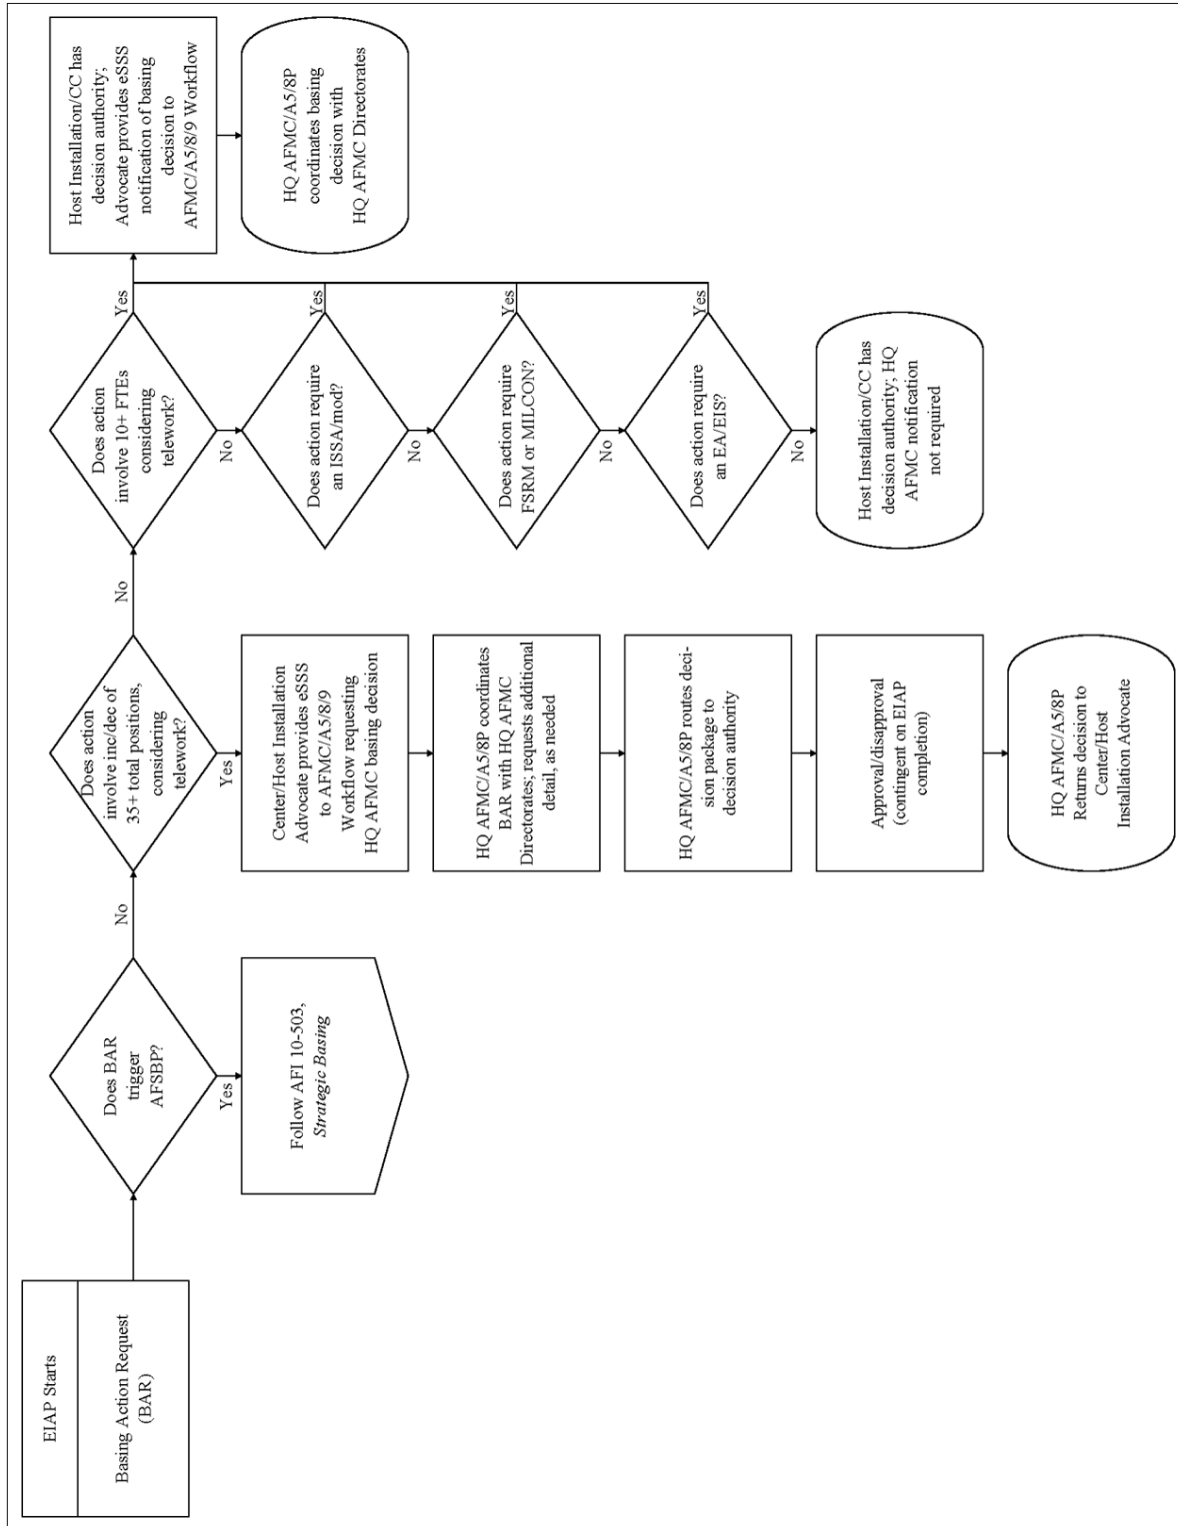 EIAP Starts
Basing Action Request
(BAR)
Does BAR
trigger
AFSBP?
No
Yes
Follow AFI 10-503,
Strategic Basing
Does action
involve inc/dec of
35+ total positions,
considering
telework?
No
Yes
Center/Host Installation
Advocate provides eSSS
to AFMC/A5/8/9
Workflow requesting
HQ AFMC basing decision
HQ AFMC/A5/8P coordinates
BAR with HQ AFMC
Directorates; requests additional
detail, as needed
HQ AFMC/A5/8P routes deci-
sion package to
decision authority
Approval/disapproval
(contingent on EIAP
completion)
HQ AFMC/A5/8P
Returns decision to
Center/Host
Installation Advocate
Does action
involve 10+ FTEs
considering
telework?
Yes
No
Does action require
an ISSA/mod?
Yes
No
Does action require
FSRM or MILCON?
Yes
No
Does action require
an EA/EIS?
Yes
No
Host Installation/CC has
decision authority; HQ
AFMC notification
not required
Host Installation/CC has
decision authority;
Advocate provides eSSS
notification of basing
decision to
AFMC/A5/8/9 Workflow
HQ AFMC/A5/8P
coordinates basing
decision with
HQ AFMC Directorates